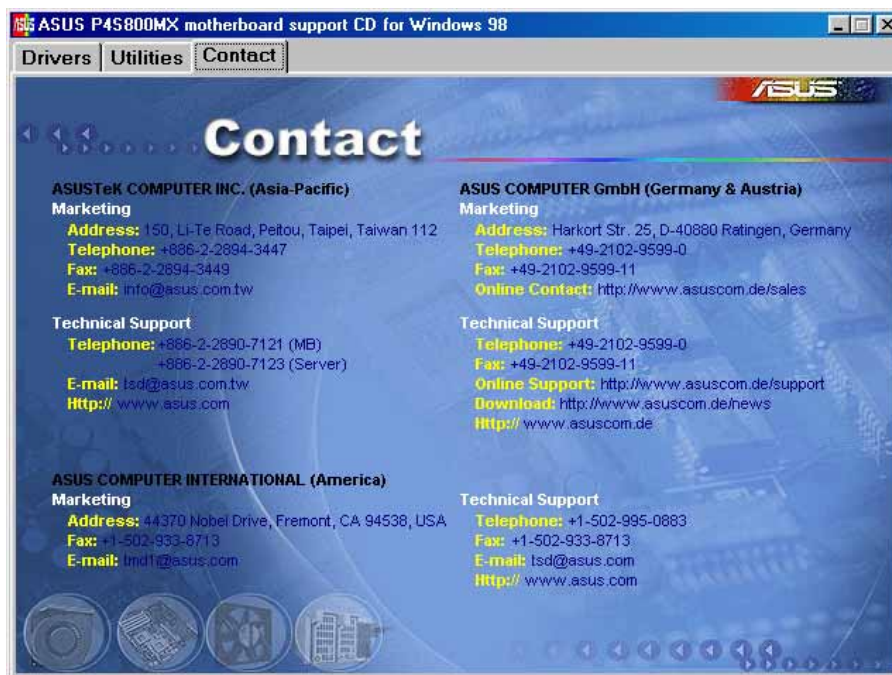 ASUS P4S800MX motherboard support CD for Windows 98
Drivers Utilities Contact
ASUS
Contact
ASUSTeK COMPUTER INC. (Asia-Pacific)
Marketing
Address: 150, Li-Te Road, Peitou, Taipei, Taiwan 112
Telephone: +886-2-2894-3447
Fax: +886-2-2894-3449
E-mail: info@asus.com.tw
Technical Support
Telephone: +886-2-2890-7121 (MB)
+886-2-2890-7123 (Server)
E-mail: tsd@asus.com.tw
Http:// www.asus.com
ASUS COMPUTER GmbH (Germany & Austria)
Marketing
Address: Harkort Str. 25, D-40880 Ratingen, Germany
Telephone: +49-2102-9599-0
Fax: +49-2102-9599-11
Online Contact: http://www.asuscom.de/sales
Technical Support
Telephone: +49-2102-9599-0
Fax: +49-2102-9599-11
Online Support: http://www.asuscom.de/support
Download: http://www.asuscom.de/news
Http:// www.asuscom.de
ASUS COMPUTER INTERNATIONAL (America)
Marketing
Address: 44370 Nobel Drive, Fremont, CA 94538, USA
Fax: +1-502-933-8713
E-mail: tmd1@asus.com
Technical Support
Telephone: +1-502-995-0883
Fax: +1-502-933-8713
E-mail: tsd@asus.com
Http:// www.asus.com